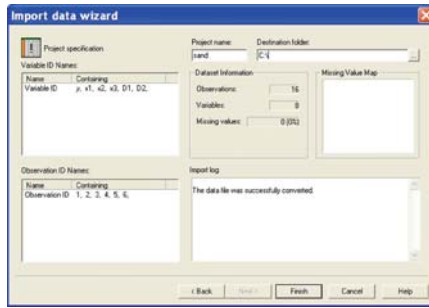 Import data wizard
Project specification
Project name:
Destination folder:
sand
C:\
Variable ID Names:
Name Containing
Variable ID y, x1, x2, x3, D1, D2,
Dataset Information
Observations: 16
Variables: 8
Missing values: 0 (0%)
Missing Value Map
Observation ID Names:
Name Containing
Observation ID 1, 2, 3, 4, 5, 6,
Import log
The data file was successfully converted.
< Back
Next >
Finish
Cancel
Help